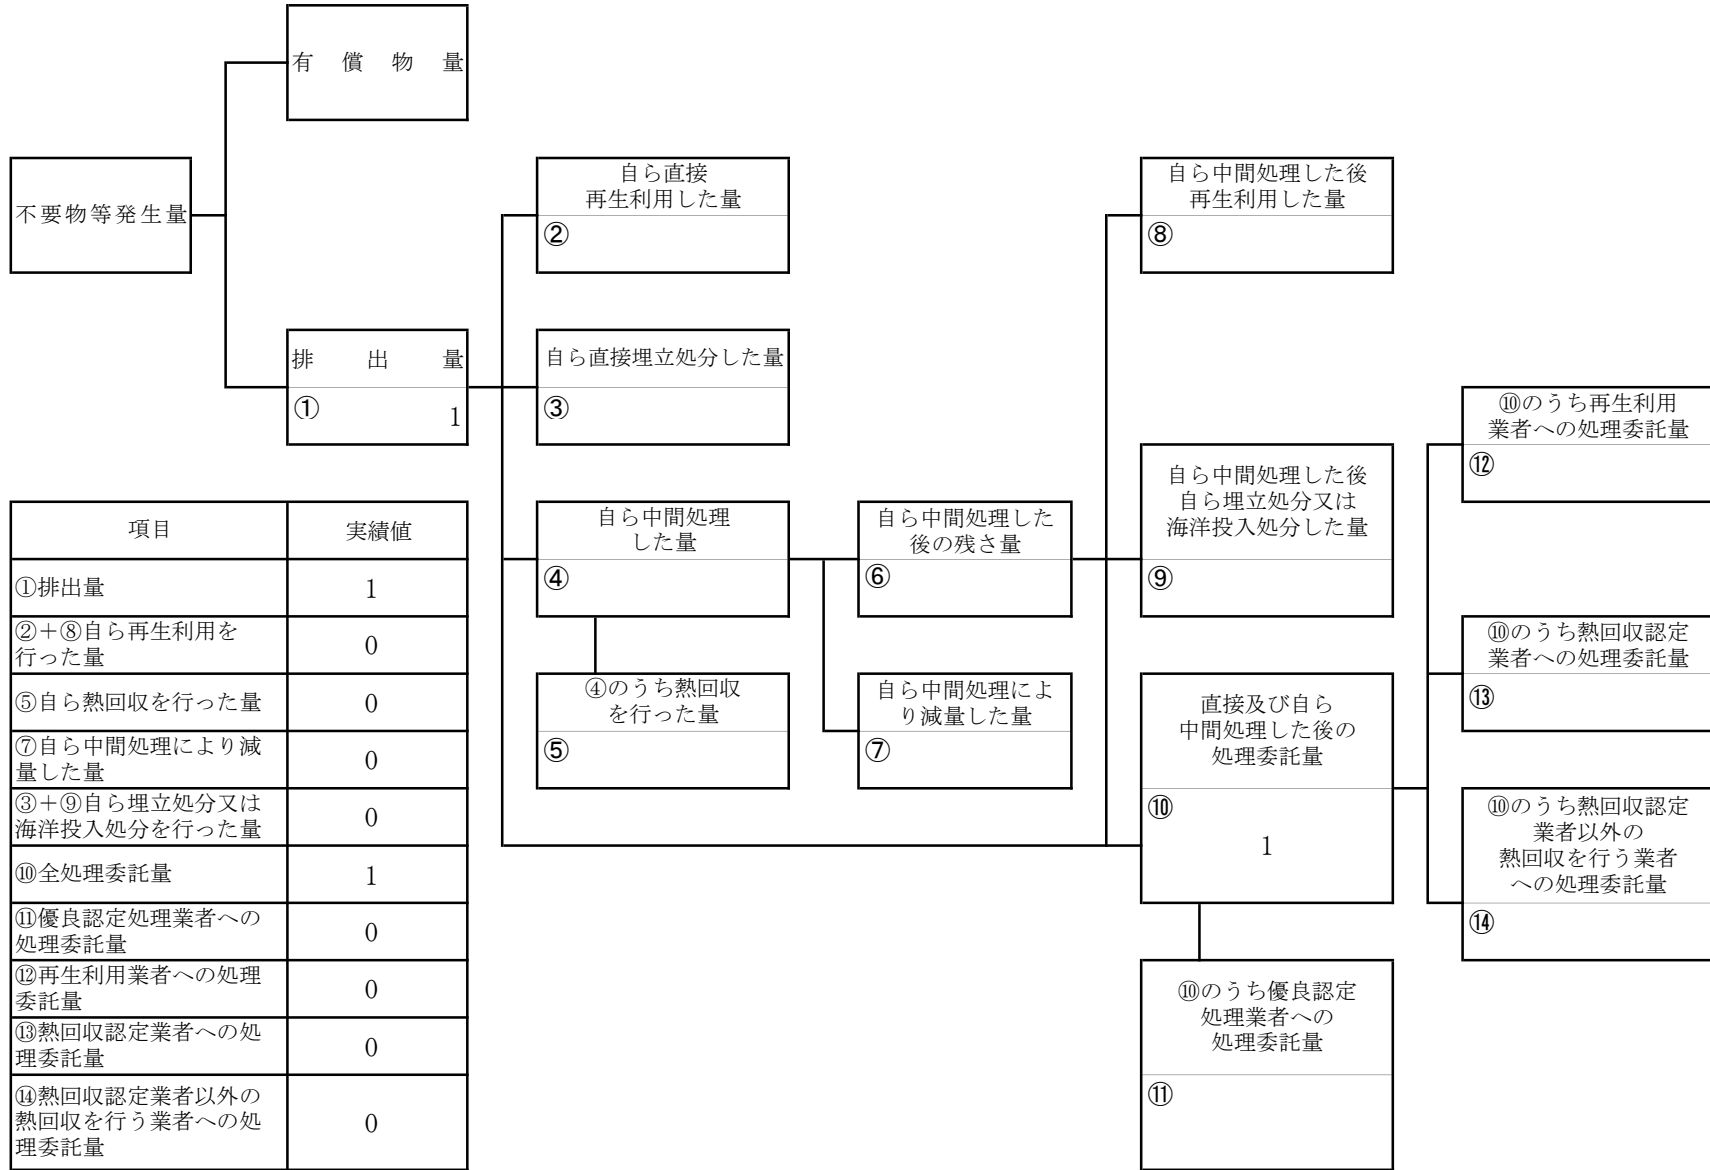 有償物量
不要物等発生量
自ら直接
再生利用した量
②
自ら中間処理した後
再生利用した量
⑧
排出量
①
1
自ら直接埋立処分した量
③
⑩のうち再生利用
業者への処理委託量
⑫
自ら中間処理した後
自ら埋立処分又は
海洋投入処分した量
⑨
自ら中間処理
した量
④
自ら中間処理した
後の残さ量
⑥
④のうち熱回収
を行った量
⑤
自ら中間処理によ
り減量した量
⑦
直接及び自ら
中間処理した後の
処理委託量
⑩
1
⑩のうち熱回収認定
業者への処理委託量
⑬
⑩のうち熱回収認定
業者以外の
熱回収を行う業者
への処理委託量
⑭
⑩のうち優良認定
処理業者への
処理委託量
⑪
項目 実績値
①排出量 1
②+⑧自ら再生利用を
行った量 0
⑤自ら熱回収を行った量 0
⑦自ら中間処理により減
量した量 0
③+⑨自ら埋立処分又は
海洋投入処分を行った量 0
⑩全処理委託量 1
⑪優良認定処理業者への
処理委託量 0
⑫再生利用業者への処理
委託量 0
⑬熱回収認定業者への処
理委託量 0
⑭熱回収認定業者以外の
熱回収を行う業者への処
理委託量 0